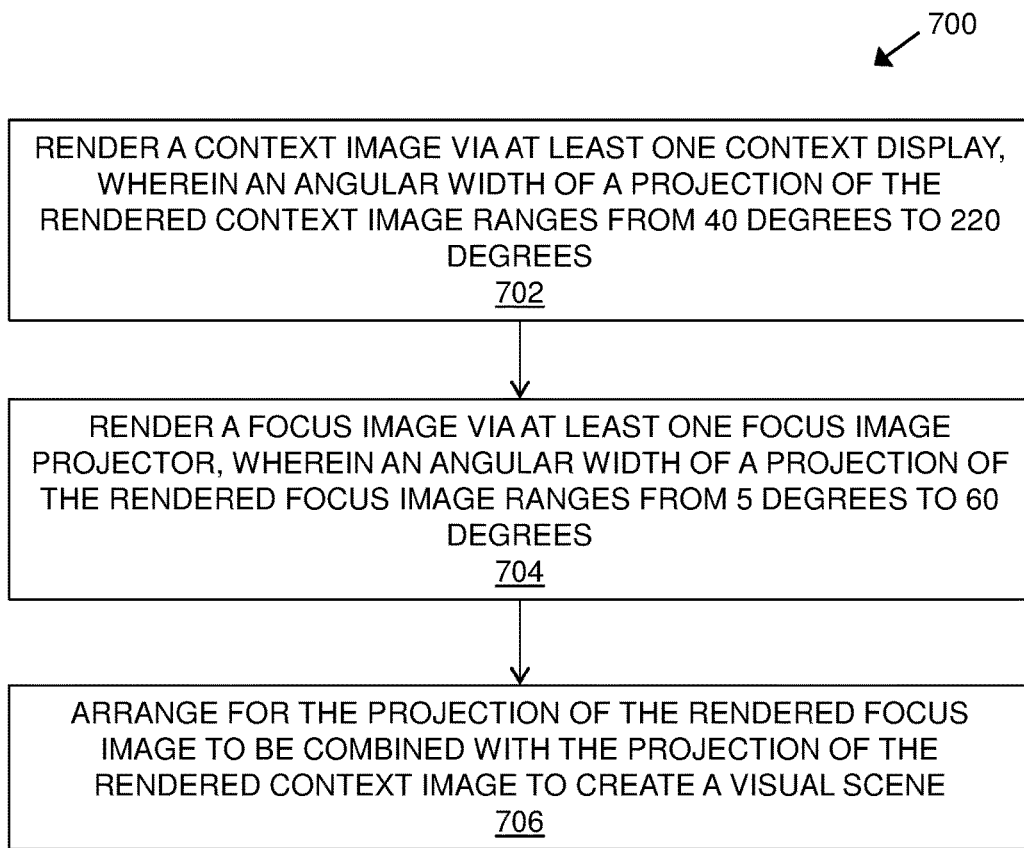 700
RENDER A CONTEXT IMAGE VIA AT LEAST ONE CONTEXT DISPLAY,
WHEREIN AN ANGULAR WIDTH OF A PROJECTION OF THE
RENDERED CONTEXT IMAGE RANGES FROM 40 DEGREES TO 220
DEGREES
702
RENDER A FOCUS IMAGE VIA AT LEAST ONE FOCUS IMAGE
PROJECTOR, WHEREIN AN ANGULAR WIDTH OF A PROJECTION OF
THE RENDERED FOCUS IMAGE RANGES FROM 5 DEGREES TO 60
DEGREES
704
ARRANGE FOR THE PROJECTION OF THE RENDERED FOCUS
IMAGE TO BE COMBINED WITH THE PROJECTION OF THE
RENDERED CONTEXT IMAGE TO CREATE A VISUAL SCENE
706